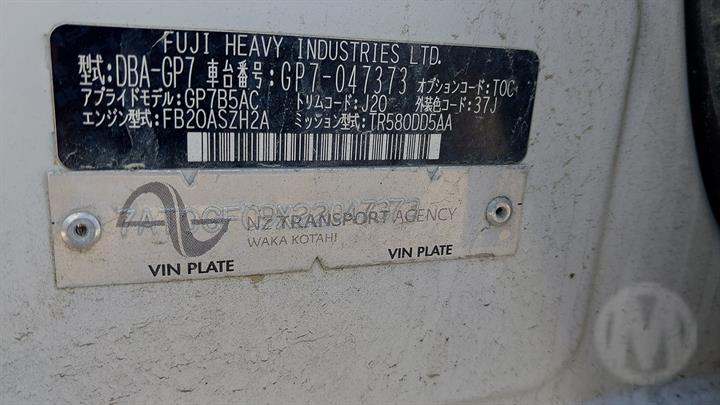 FUJI HEAVY INDUSTRIES LTD.
型式:DBA-GP7 車台番号:GP7-047373 オプションコード:TOC
アプライドモデル:GP7B5AC トリムコード:J20 外装色コード:37J
エンジン型式:FB20ASZH2A ミッション型式:TR580DD5AA
NZ TRANSPORT AGENCY
WAKA KOTAHI
VIN PLATE VIN PLATE
M